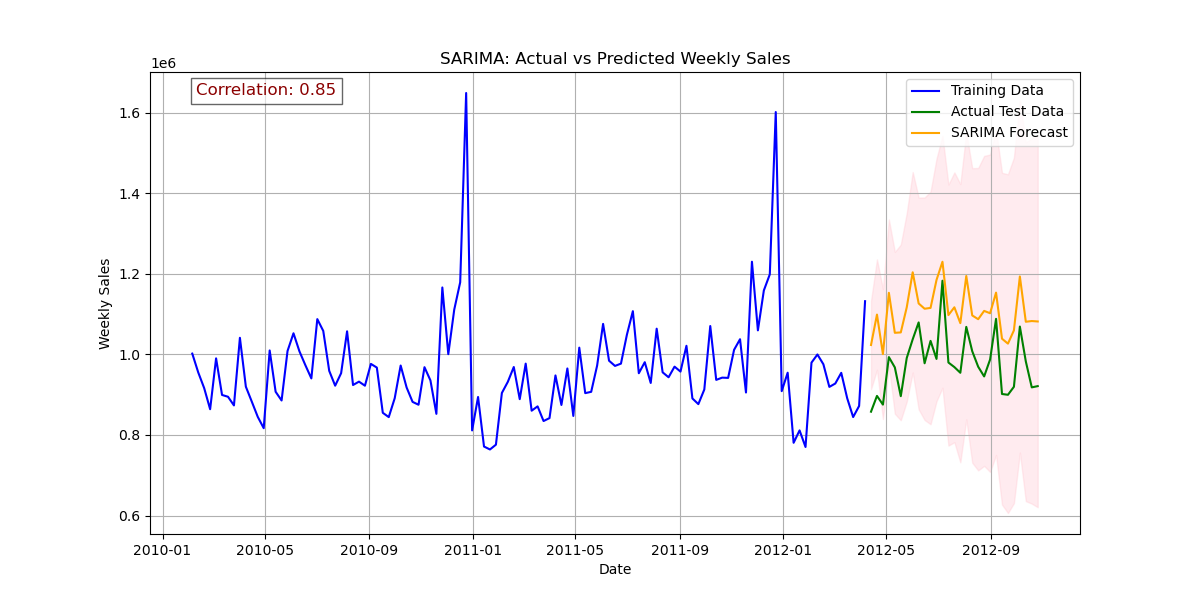 SARIMA: Actual vs Predicted Weekly Sales
1e6
Correlation: 0.85
Training Data
Actual Test Data
SARIMA Forecast
1.6
1.4
1.2
1.0
0.8
0.6
Weekly Sales
2010-01 2010-05 2010-09 2011-01 2011-05 2011-09 2012-01 2012-05 2012-09
Date